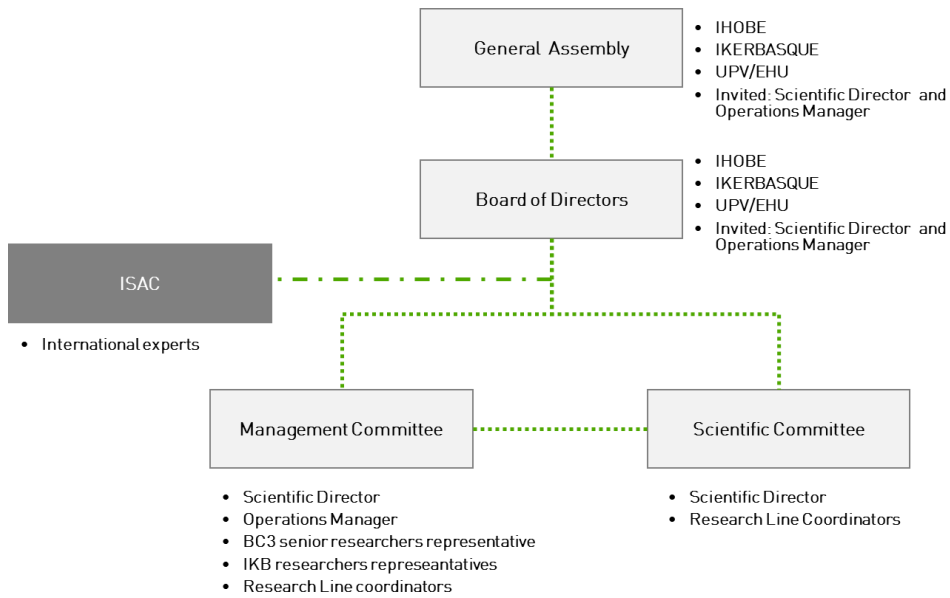 General Assembly
• IHOBE
• IKERBASQUE
• UPV/EHU
• Invited: Scientific Director and
Operations Manager
Board of Directors
• IHOBE
• IKERBASQUE
• UPV/EHU
• Invited: Scientific Director and
Operations Manager
ISAC
• International experts
Management Committee
• Scientific Director
• Operations Manager
• BC3 senior researchers representative
• IKB researchers represeantatives
• Research Line coordinators
Scientific Committee
• Scientific Director
• Research Line Coordinators